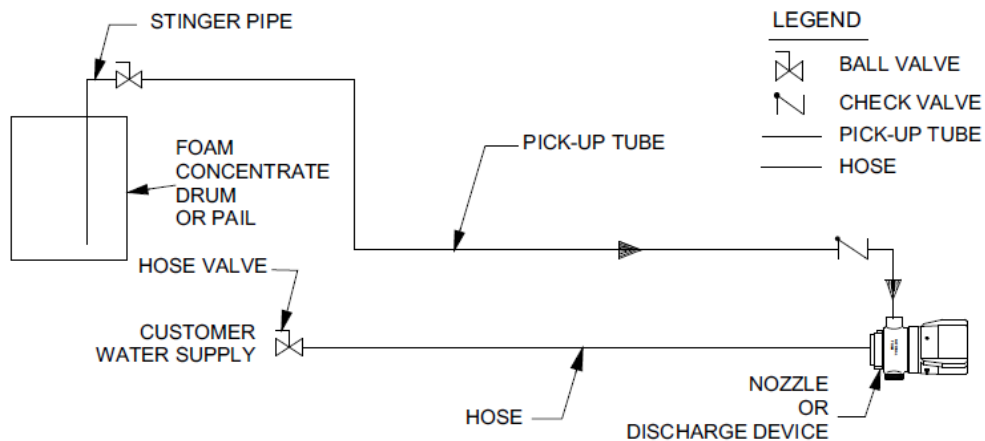 STINGER PIPE
LEGEND
BALL VALVE
CHECK VALVE
PICK-UP TUBE
HOSE
FOAM
CONCENTRATE
DRUM
OR PAIL
PICK-UP TUBE
HOSE VALVE
CUSTOMER
WATER SUPPLY
HOSE
NOZZLE
OR
DISCHARGE DEVICE